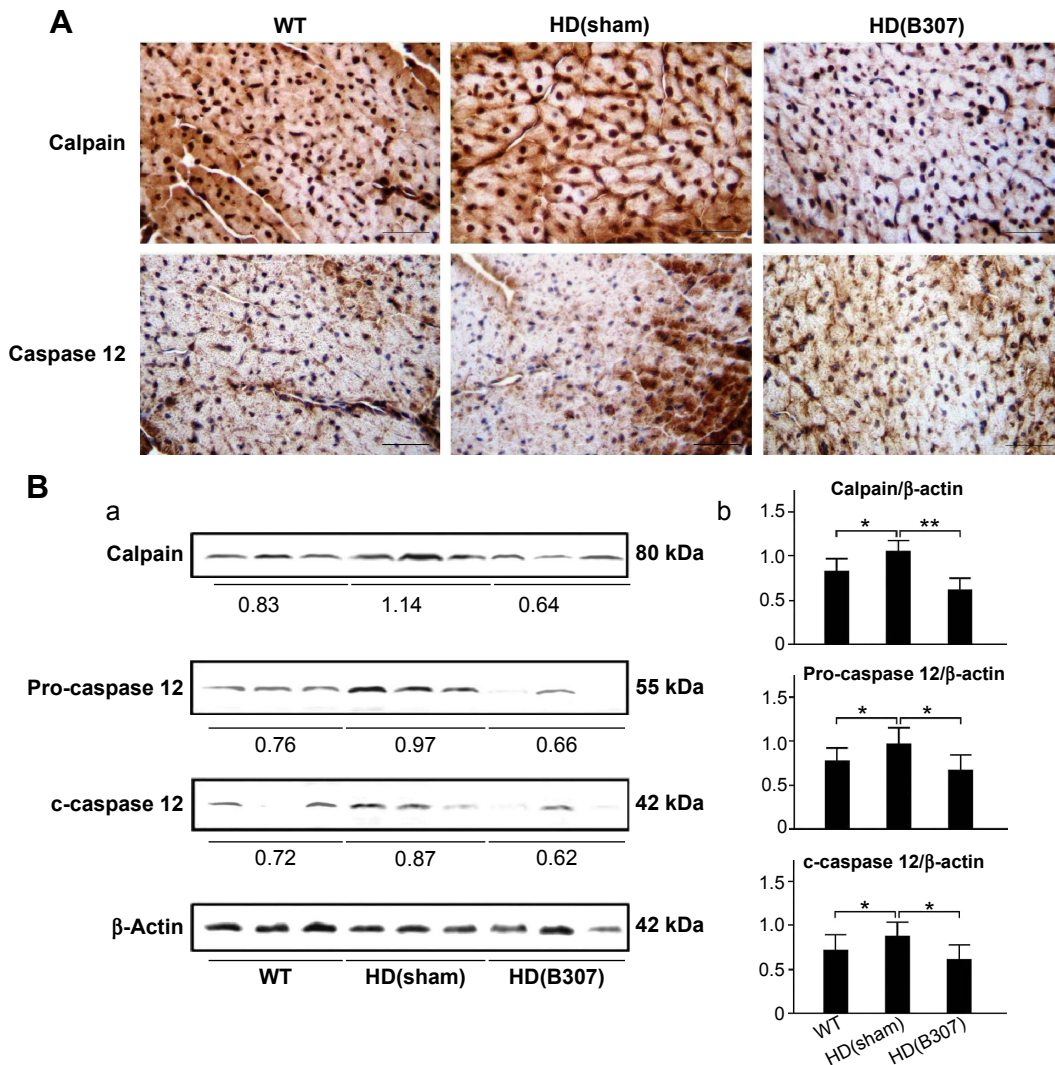 A
WT HD(sham) HD(B307)
Calpain
Caspase 12
B
a
Calpain 80 kDa
0.83 1.14 0.64
Pro-caspase 12 55 kDa
0.76 0.97 0.66
c-caspase 12 42 kDa
0.72 0.87 0.62
β-Actin 42 kDa
WT HD(sham) HD(B307)
b
Calpain/β-actin
1.5
* **
1.0
0.5
0
Pro-caspase 12/β-actin
1.5
* *
1.0
0.5
0
c-caspase 12/β-actin
1.5
* *
1.0
0.5
0
WT HD(sham) HD(B307)